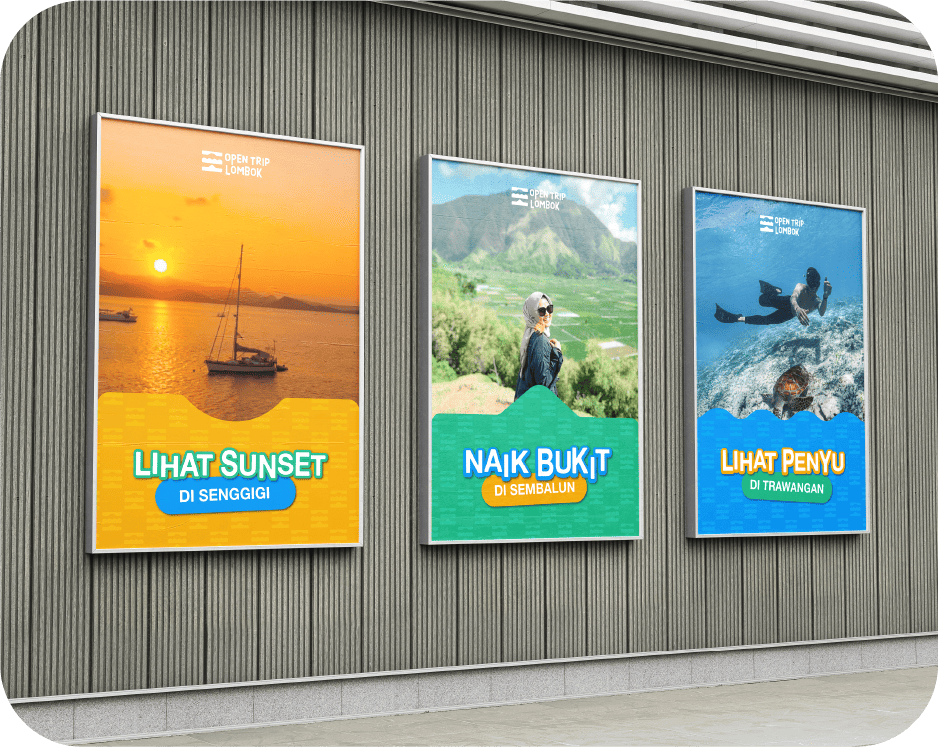 OPEN TRIP
LOMBOK
LIHAT SUNSET
DI SENGGIGI
OPEN TRIP
LOMBOK
NAIK BUKIT
DI SEMBALUN
OPEN TRIP
LOMBOK
LIHAT PENYU
DI TRAWANGAN